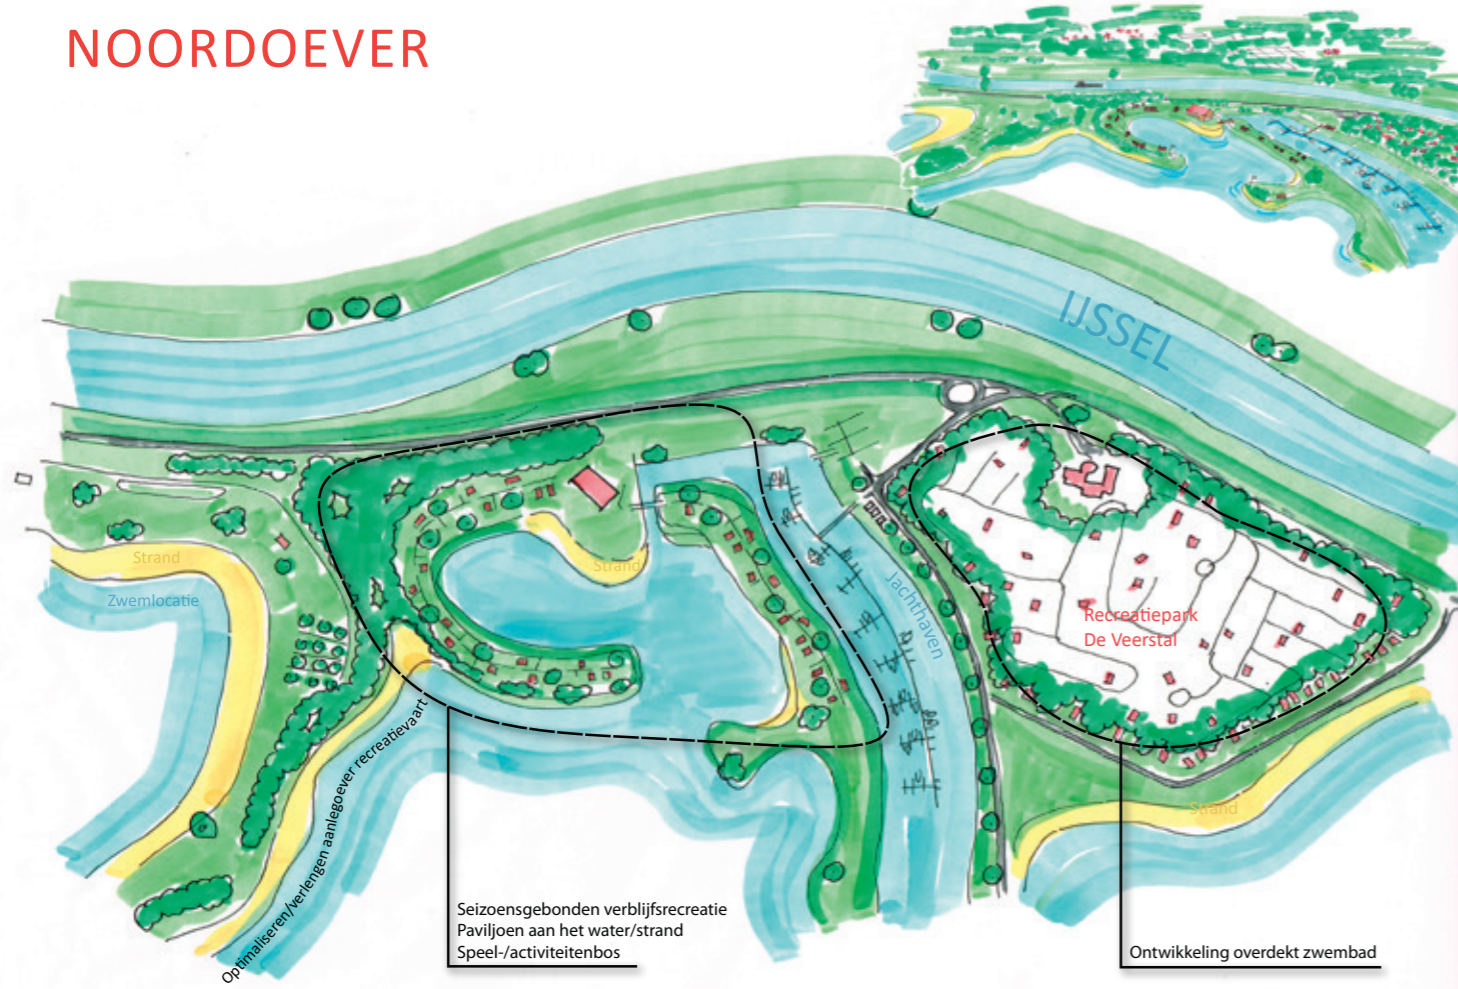 NOORDOEVER
IJSSEL
Strand
Zwemlocatie
Strand
Jachthaven
Recreatiepark
De Veerstal
Strand
Optimaliseren/verlengen aanlegoever recreatievaart
Seizoensgebonden verblijfsrecreatie
Paviljoen aan het water/strand
Speel-/activiteitenbos
Ontwikkeling overdekt zwembad